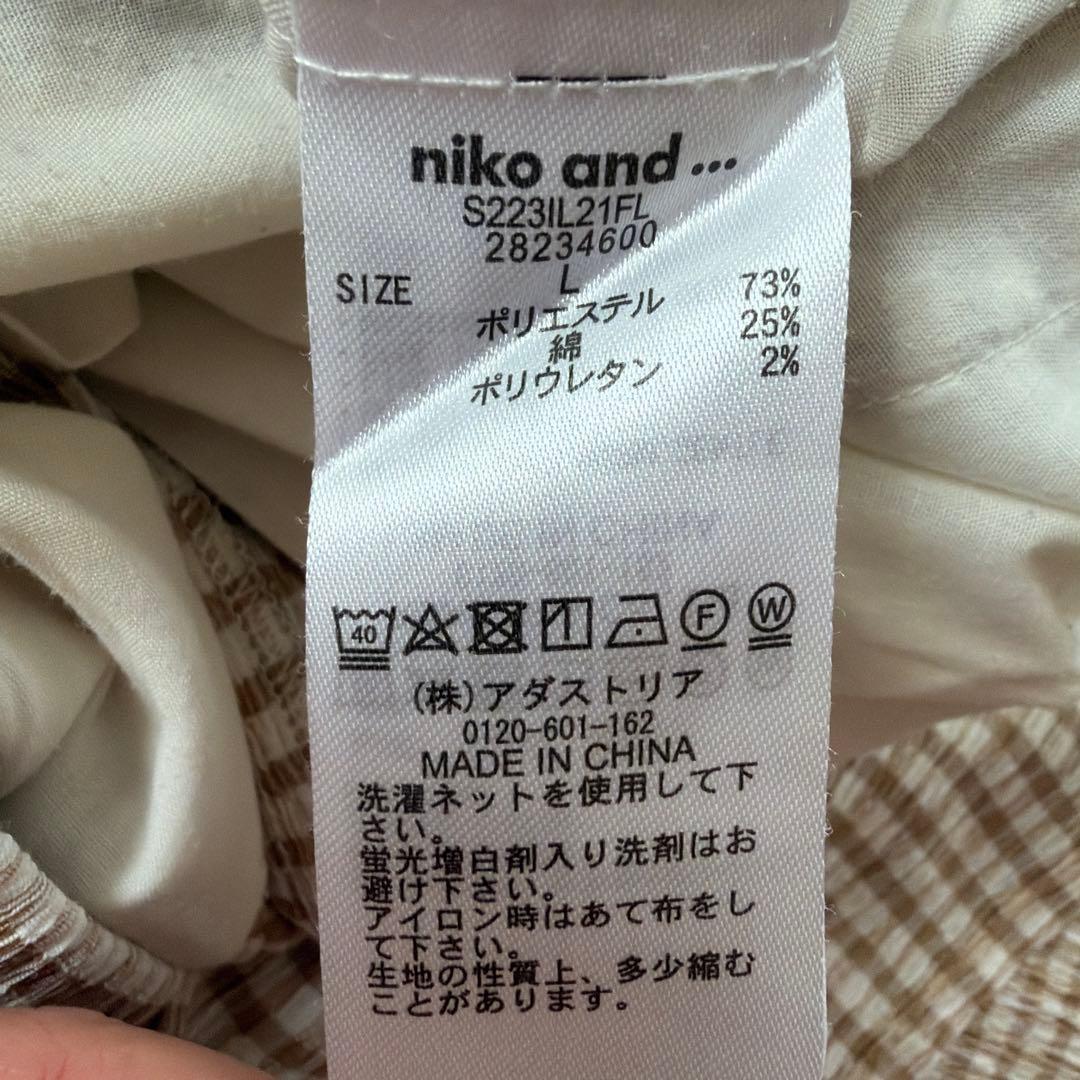 niko and ...
S223IL21FL
28234600
SIZE L
ポリエステル 73%
綿 25%
ポリウレタン 2%
40
F W
(株)アダストリア
0120-601-162
MADE IN CHINA
洗濯ネットを使用して下
さい。
蛍光増白剤入り洗剤はお
避け下さい。
アイロン時はあて布をし
て下さい。
生地の性質上、多少縮む
ことがあります。